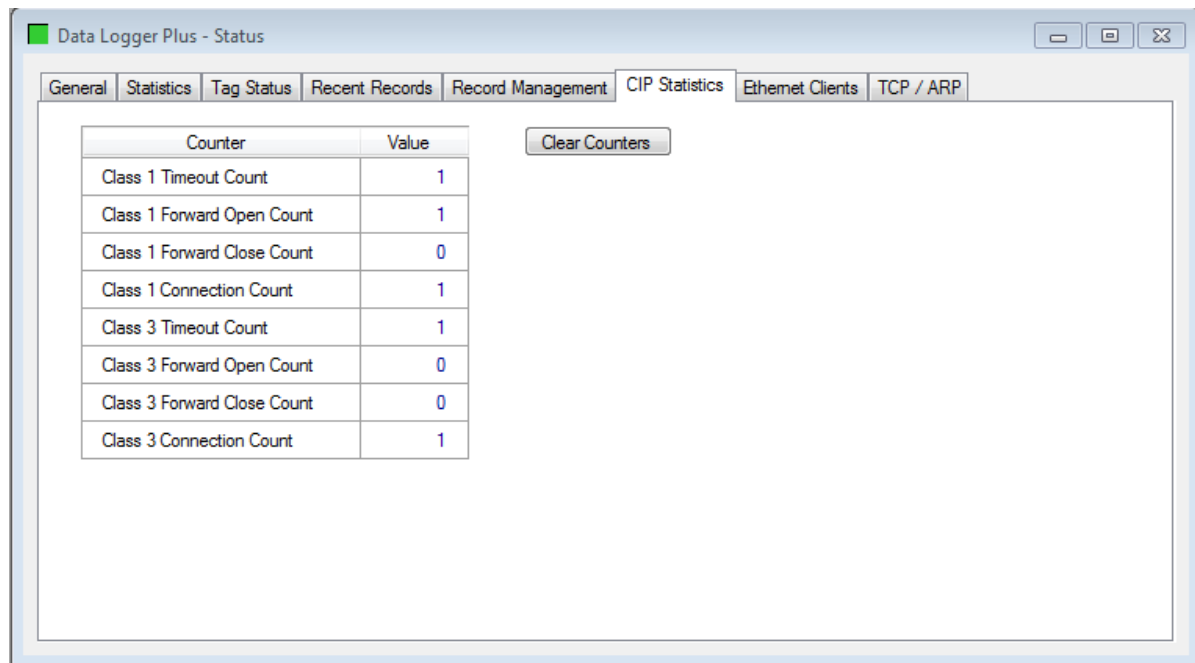 Data Logger Plus - Status
General Statistics Tag Status Recent Records Record Management CIP Statistics Ethernet Clients TCP / ARP
Counter Value Clear Counters
Class 1 Timeout Count 1
Class 1 Forward Open Count 1
Class 1 Forward Close Count 0
Class 1 Connection Count 1
Class 3 Timeout Count 1
Class 3 Forward Open Count 0
Class 3 Forward Close Count 0
Class 3 Connection Count 1